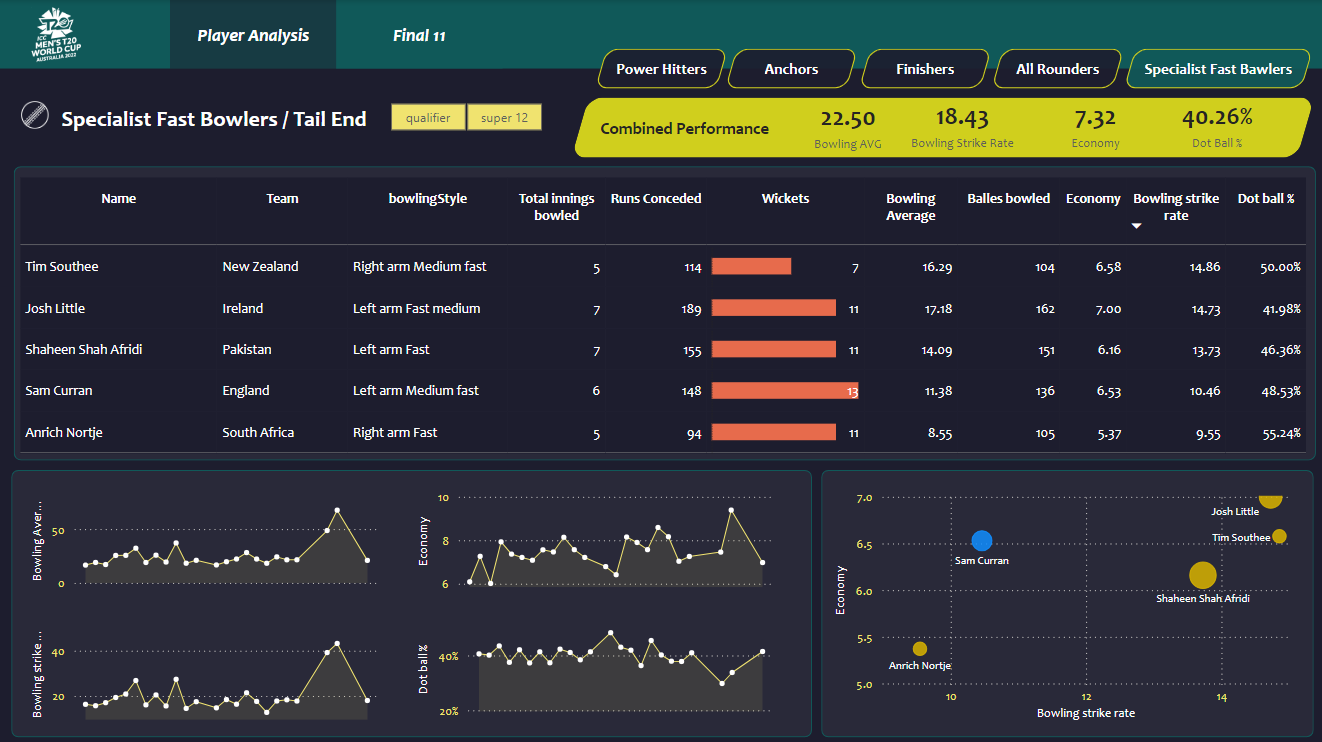 T20
ICC
MEN'S T20
WORLD CUP
AUSTRALIA 2022
Player Analysis
Final 11
Power Hitters
Anchors
Finishers
All Rounders
Specialist Fast Bawlers
Specialist Fast Bowlers / Tail End
qualifier
super 12
Combined Performance
22.50
Bowling AVG
18.43
Bowling Strike Rate
7.32
Economy
40.26%
Dot Ball %
Name Team bowlingStyle Total innings Runs Conceded Wickets Bowling Balles bowled Economy Bowling strike Dot ball %
bowled Average rate
Tim Southee New Zealand Right arm Medium fast 5 114 7 16.29 104 6.58 14.86 50.00%
Josh Little Ireland Left arm Fast medium 7 189 11 17.18 162 7.00 14.73 41.98%
Shaheen Shah Afridi Pakistan Left arm Fast 7 155 11 14.09 151 6.16 13.73 46.36%
Sam Curran England Left arm Medium fast 6 148 13 11.38 136 6.53 10.46 48.53%
Anrich Nortje South Africa Right arm Fast 5 94 11 8.55 105 5.37 9.55 55.24%
Bowling Aver...
50
0
Economy
10
8
6
Bowling strike ...
40
20
Dot ball %
40%
20%
Economy
7.0
6.5
6.0
5.5
5.0
Josh Little
Tim Southee
Sam Curran
Shaheen Shah Afridi
Anrich Nortje
10 12 14
Bowling strike rate